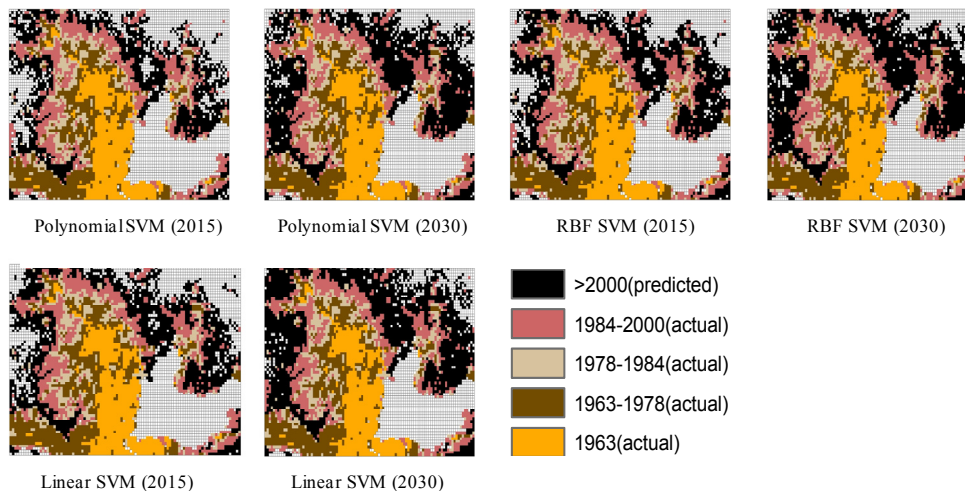 Polynomial SVM (2015)
Polynomial SVM (2030)
RBF SVM (2015)
RBF SVM (2030)
>2000(predicted)
1984-2000(actual)
1978-1984(actual)
1963-1978(actual)
1963(actual)
Linear SVM (2015)
Linear SVM (2030)